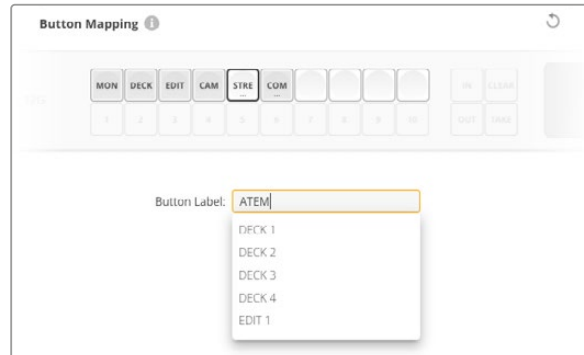 Button Mapping
MON DECK EDIT CAM STRE ... COM ... IN CLEAR
1 2 3 4 5 6 7 8 9 10 OUT TAKE
Button Label: ATEM
DECK 1
DECK 2
DECK 3
DECK 4
EDIT 1